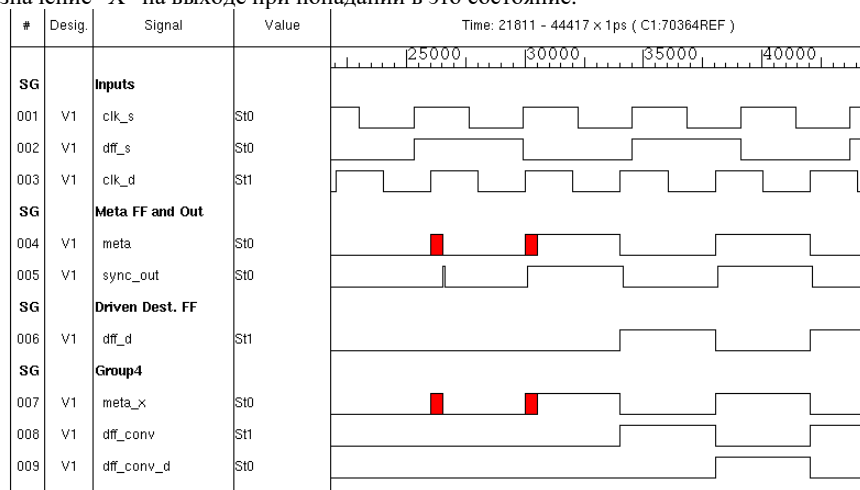 значение "X" на выходе при попадании в это состояние.
# Desig. Signal Value Time: 21811 - 44417 x 1ps ( C1:70364REF )
25000 30000 35000 40000
SG Inputs
001 V1 clk_s St0
002 V1 dff_s St0
003 V1 clk_d St1
SG Meta FF and Out
004 V1 meta St0
005 V1 sync_out St0
SG Driven Dest. FF
006 V1 dff_d St1
SG Group4
007 V1 meta_x St0
008 V1 dff_conv St1
009 V1 dff_conv_d St0